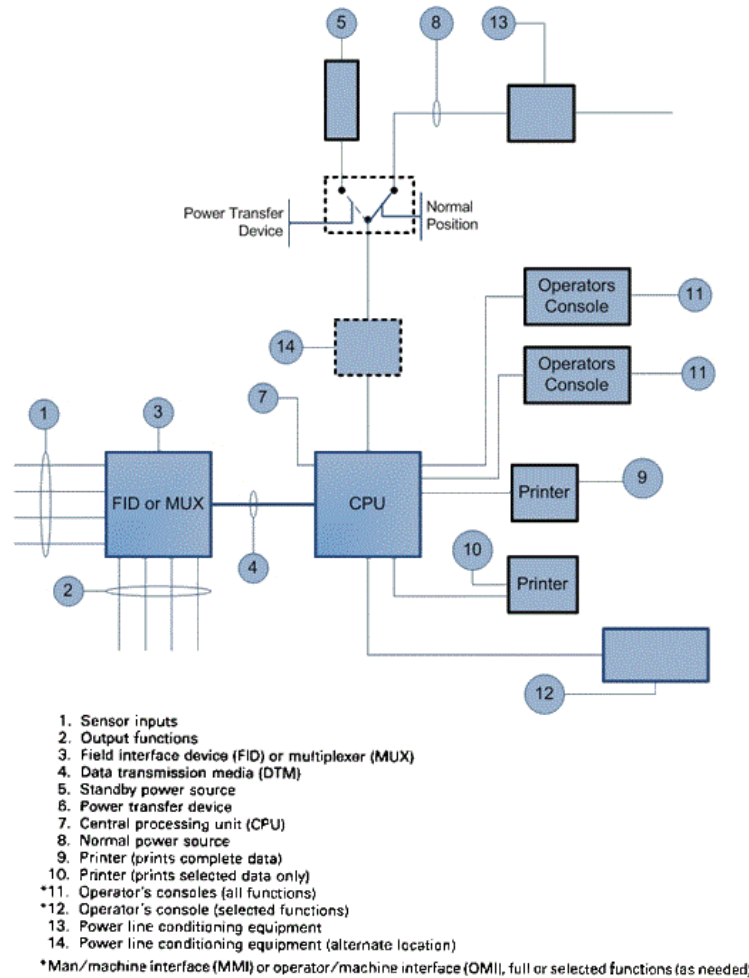 5
8
13
Power Transfer
Device
Normal
Position
Operators
Console
11
14
Operators
Console
11
7
1
3
FID or MUX
CPU
Printer
9
4
10
Printer
2
12
1. Sensor inputs
2. Output functions
3. Field interface device (FID) or multiplexer (MUX)
4. Data transmission media (DTM)
5. Standby power source
6. Power transfer device
7. Central processing unit (CPU)
8. Normal power source
9. Printer (prints complete data)
10. Printer (prints selected data only)
*11. Operator's consoles (all functions)
*12. Operator's console (selected functions)
13. Power line conditioning equipment
14. Power line conditioning equipment (alternate location)
*Man/machine interface (MMI) or operator/machine interface (OMI), full or selected functions (as needed)